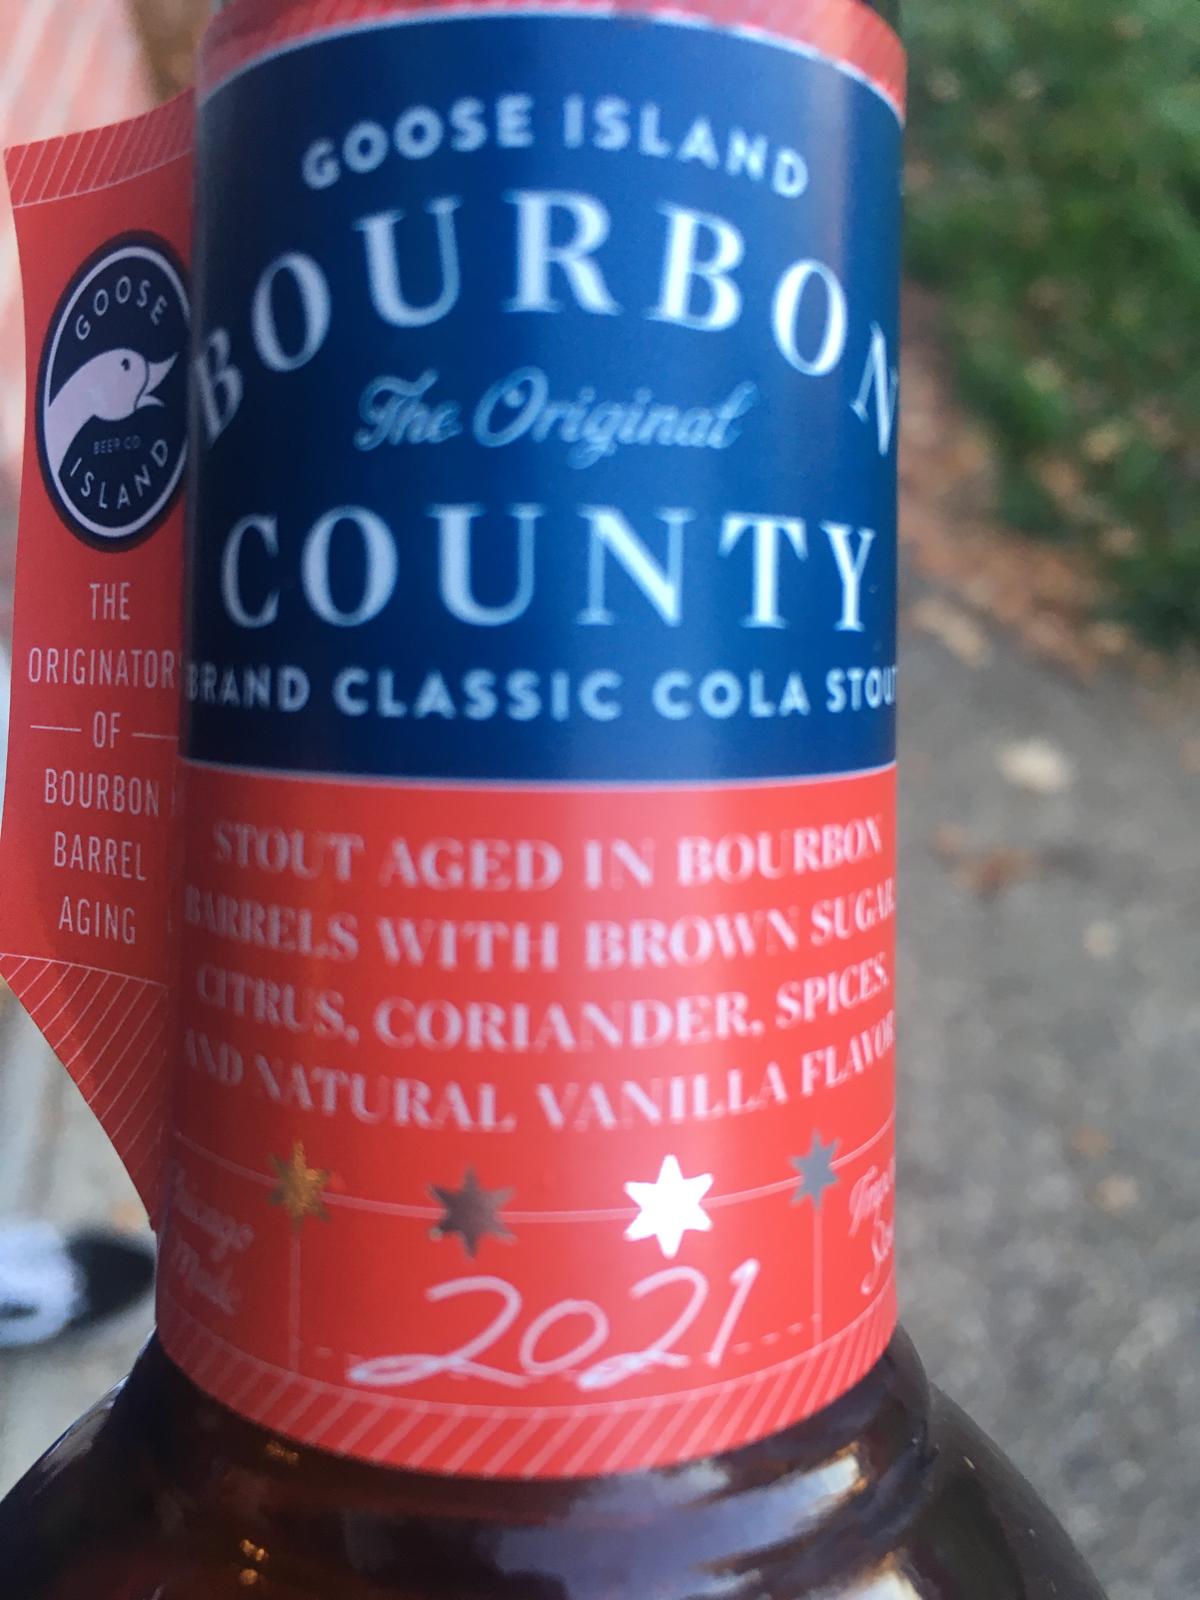 GOOSE ISLAND
BOURBON
The Original
COUNTY
BRAND CLASSIC COLA STOUT
STOUT AGED IN BOURBON
BARRELS WITH BROWN SUGAR,
CITRUS, CORIANDER, SPICES,
AND NATURAL VANILLA FLAVOR
Chicago
Made
2021
GOOSE
ISLAND
BEER CO.
THE
ORIGINATORS
OF
BOURBON
BARREL
AGING